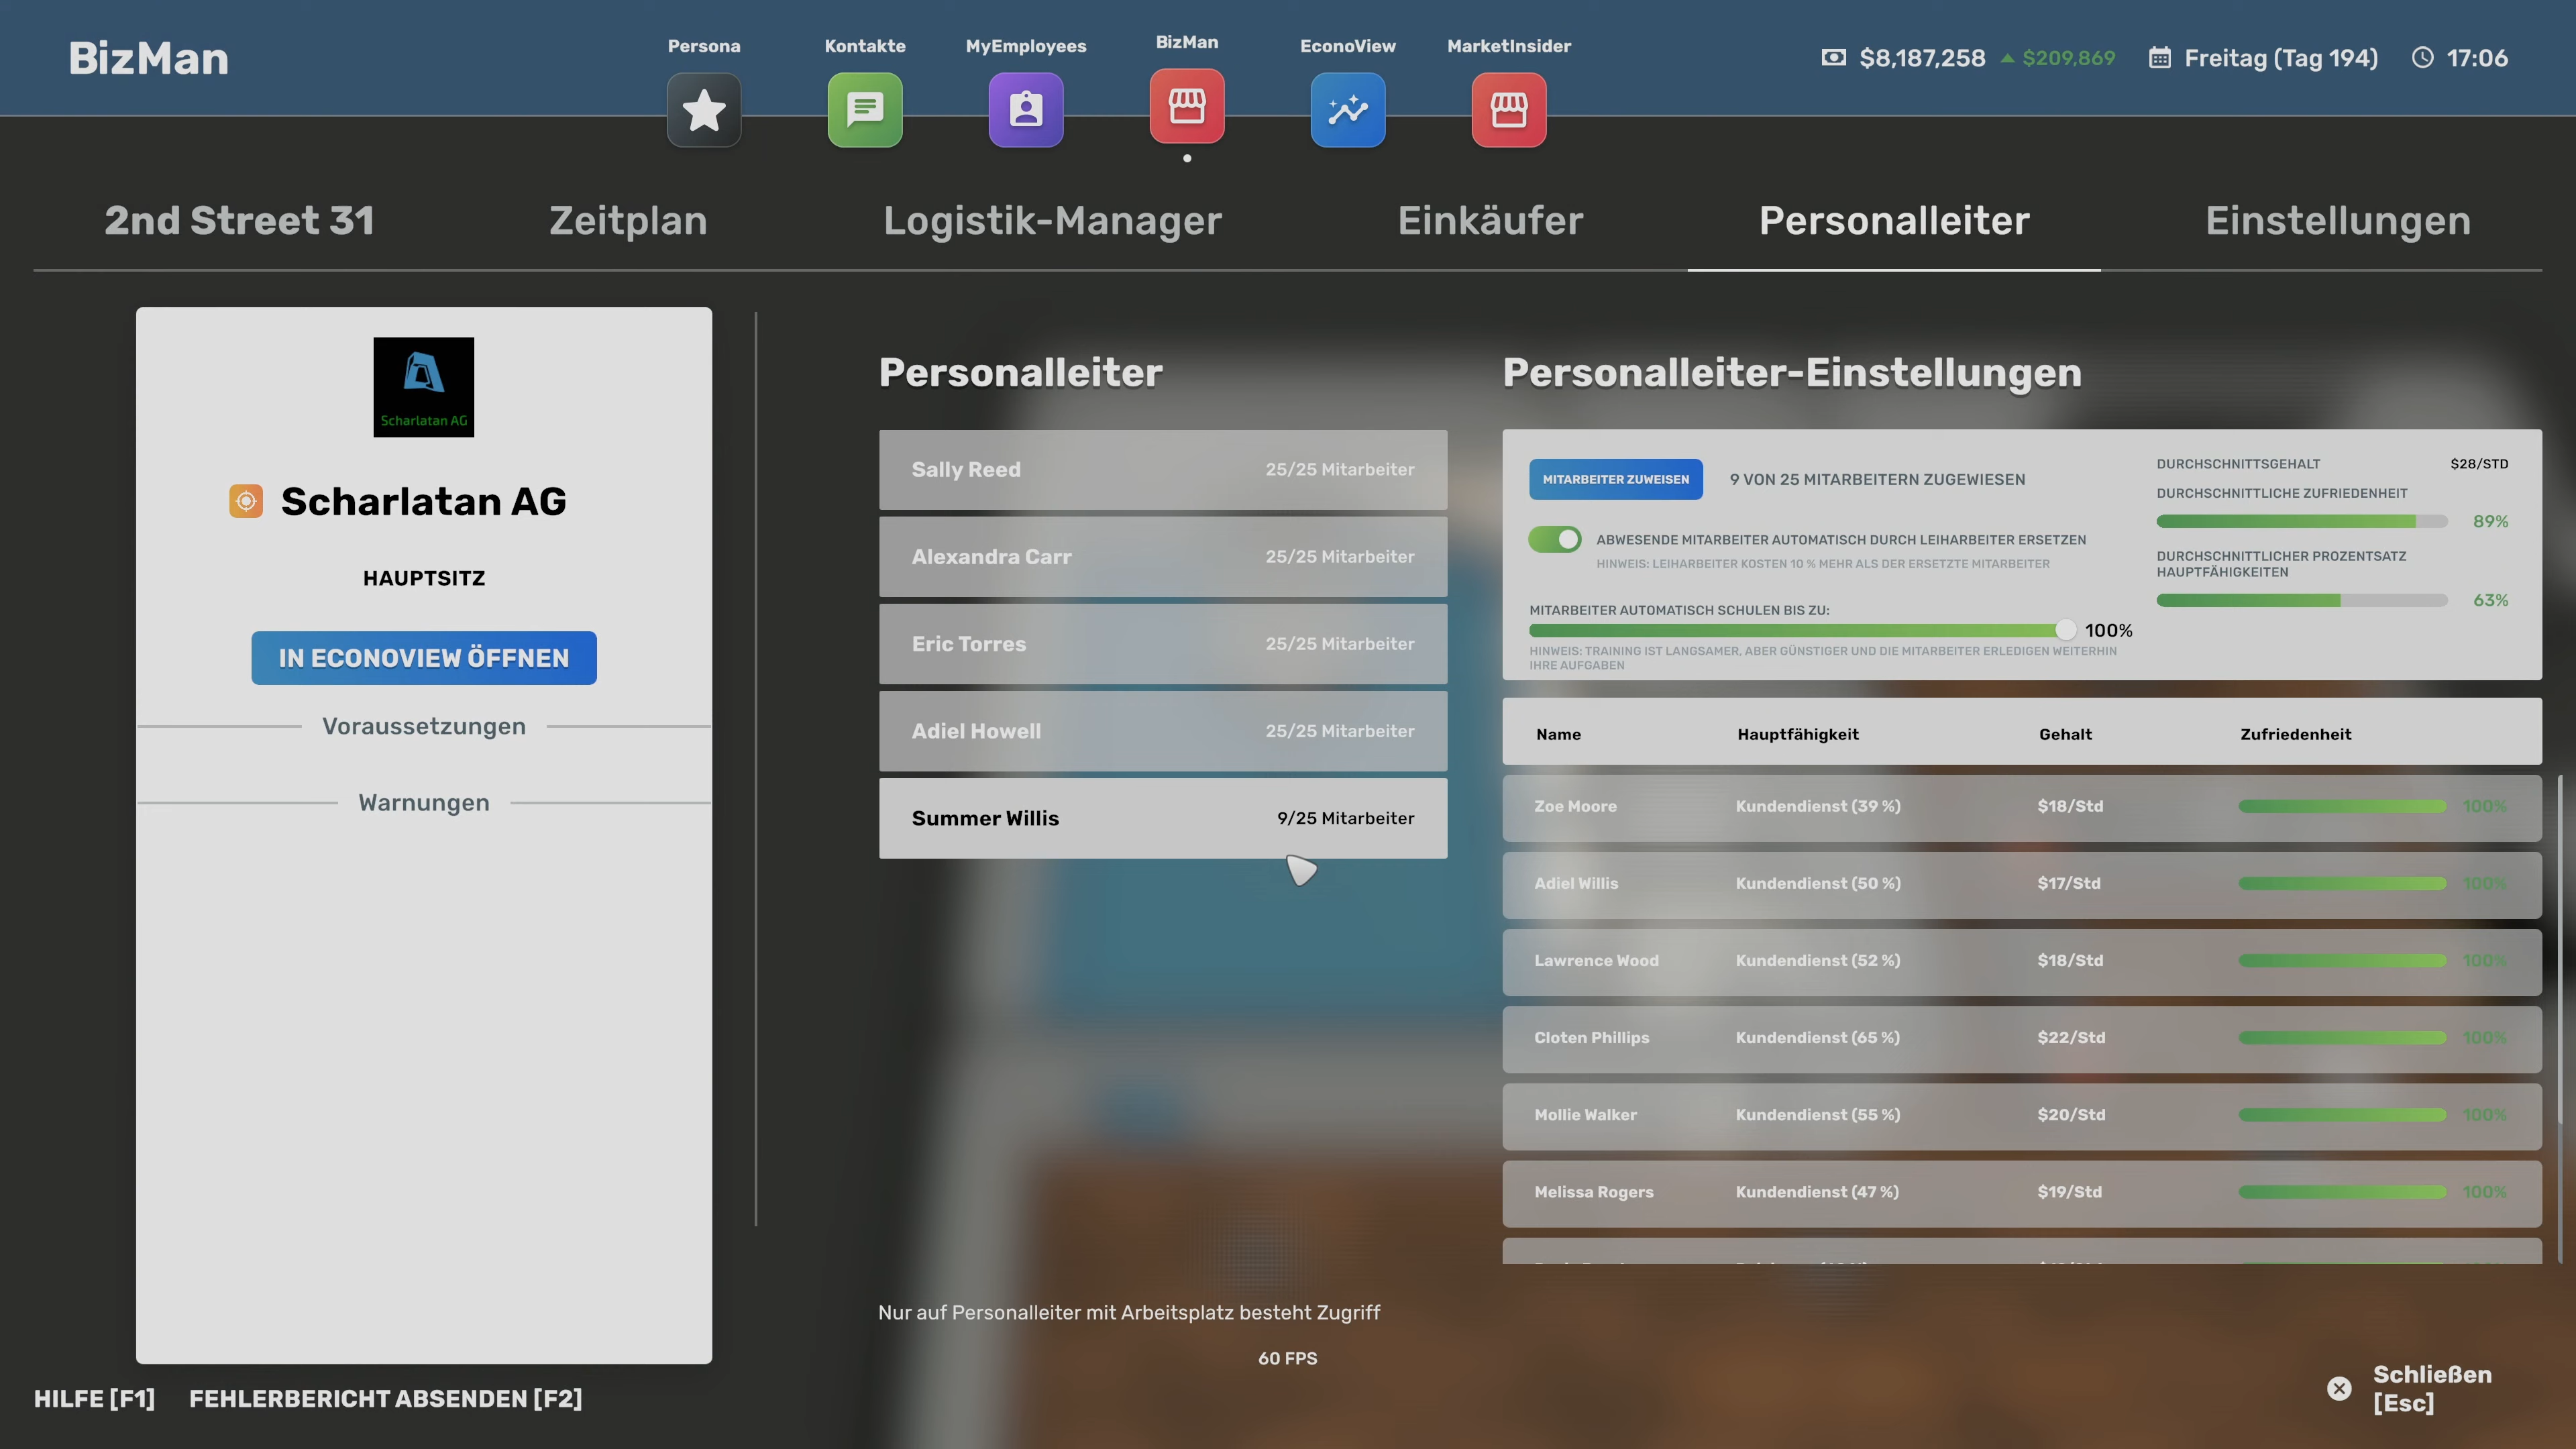 BizMan
Persona
Kontakte
MyEmployees
BizMan
EconoView
MarketInsider
$8,187,258
$209,869
Freitag (Tag 194)
17:06
2nd Street 31
Zeitplan
Logistik-Manager
Einkäufer
Personalleiter
Einstellungen
Scharlatan AG
Scharlatan AG
HAUPTSITZ
IN ECONOVIEW ÖFFNEN
Voraussetzungen
Warnungen
Personalleiter
Sally Reed 25/25 Mitarbeiter
Alexandra Carr 25/25 Mitarbeiter
Eric Torres 25/25 Mitarbeiter
Adiel Howell 25/25 Mitarbeiter
Summer Willis 9/25 Mitarbeiter
Nur auf Personalleiter mit Arbeitsplatz besteht Zugriff
Personalleiter-Einstellungen
MITARBEITER ZUWEISEN 9 VON 25 MITARBEITERN ZUGEWIESEN
ABWESENDE MITARBEITER AUTOMATISCH DURCH LEIHARBEITER ERSETZEN
HINWEIS: LEIHARBEITER KOSTEN 10 % MEHR ALS DER ERSETZTE MITARBEITER
MITARBEITER AUTOMATISCH SCHULEN BIS ZU:
100%
HINWEIS: TRAINING IST LANGSAMER, ABER GÜNSTIGER UND DIE MITARBEITER ERLEDIGEN WEITERHIN
IHRE AUFGABEN
DURCHSCHNITTSGEHALT $28/STD
DURCHSCHNITTLICHE ZUFRIEDENHEIT
89%
DURCHSCHNITTLICHER PROZENTSATZ
HAUPTFÄHIGKEITEN
63%
Name Hauptfähigkeit Gehalt Zufriedenheit
Zoe Moore Kundendienst (39 %) $18/Std 100%
Adiel Willis Kundendienst (50 %) $17/Std 100%
Lawrence Wood Kundendienst (52 %) $18/Std 100%
Cloten Phillips Kundendienst (65 %) $22/Std 100%
Mollie Walker Kundendienst (55 %) $20/Std 100%
Melissa Rogers Kundendienst (47 %) $19/Std 100%
60 FPS
HILFE [F1]
FEHLERBERICHT ABSENDEN [F2]
Schließen
[Esc]